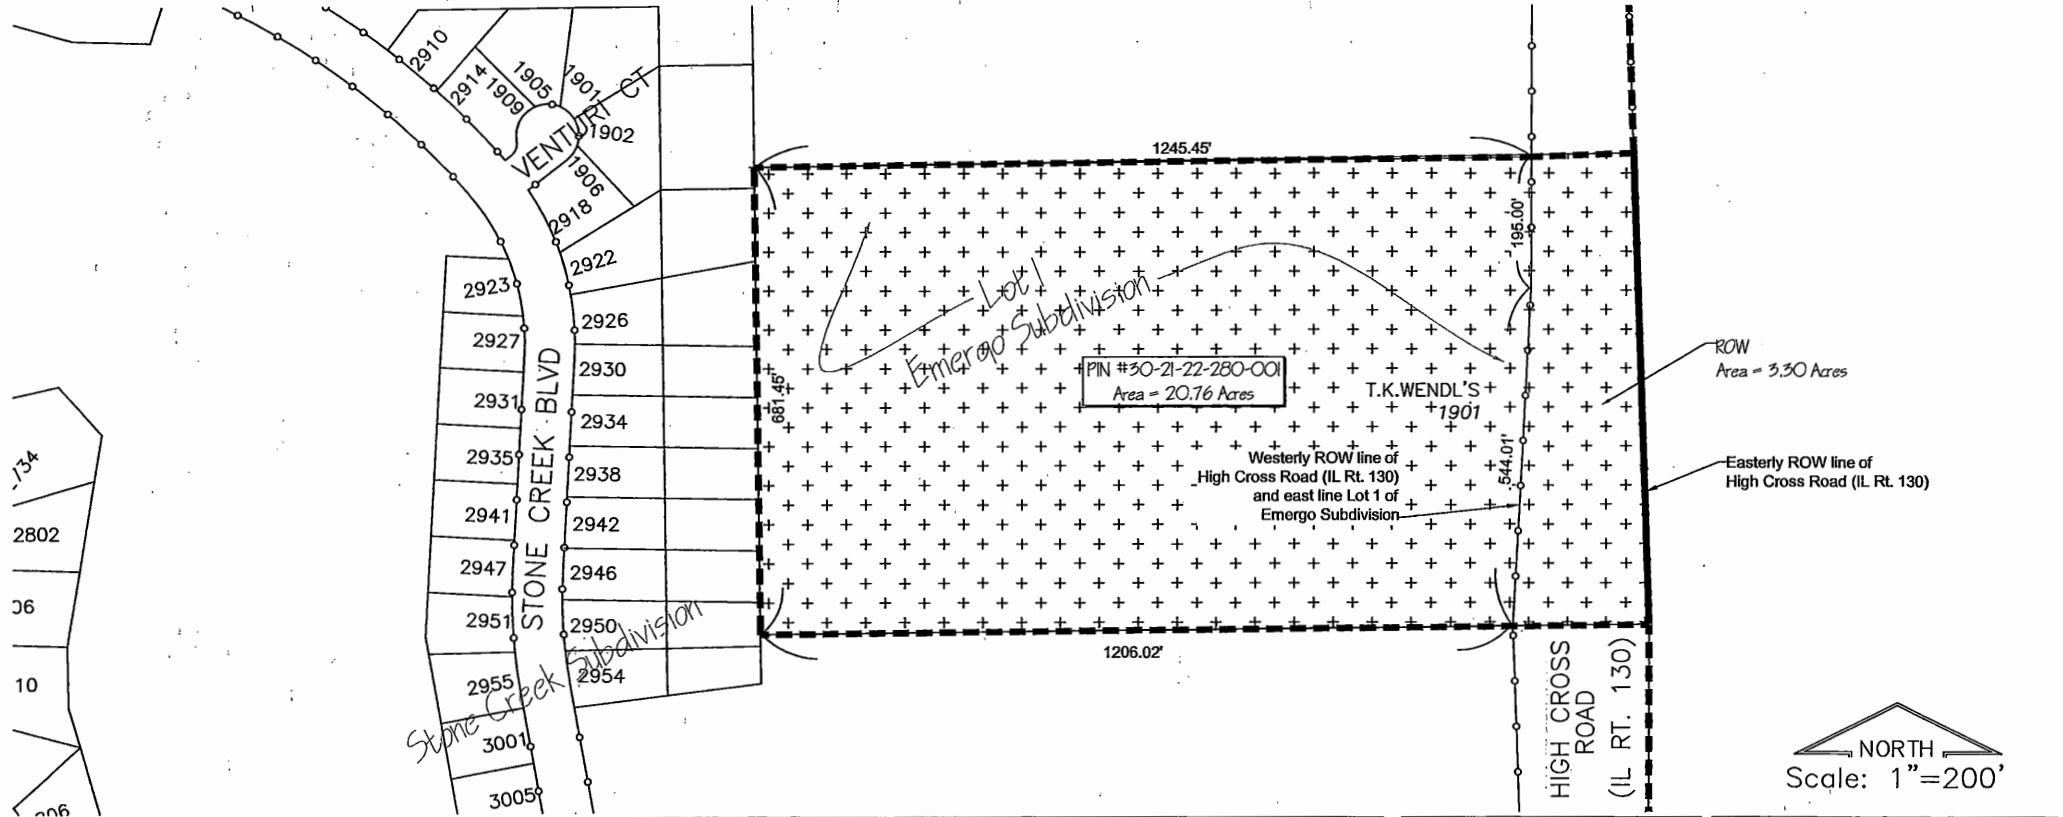 2910
2914
1909
1905
1901
VENTURI CT
1902
1906
2918
2922
2923
2926
2927
2930
2931
2934
2935
2938
2941
2942
2947
2946
2951
2950
2955
2954
3001
3005
STONE CREEK BLVD
Stone Creek Subdivision
2802
06
10
1245.45'
195.00'
Lot 1
Emergo Subdivision
PIN #30-21-22-280-001
Area = 20.76 Acres
T.K.WENDL'S
1901
681.45'
544.01'
Westerly ROW line of
High Cross Road (IL Rt. 130)
and east line Lot 1 of
Emergo Subdivision
1206.02'
ROW
Area = 3.30 Acres
Easterly ROW line of
High Cross Road (IL Rt. 130)
HIGH CROSS
ROAD
(IL RT. 130)
NORTH
Scale: 1"=200'